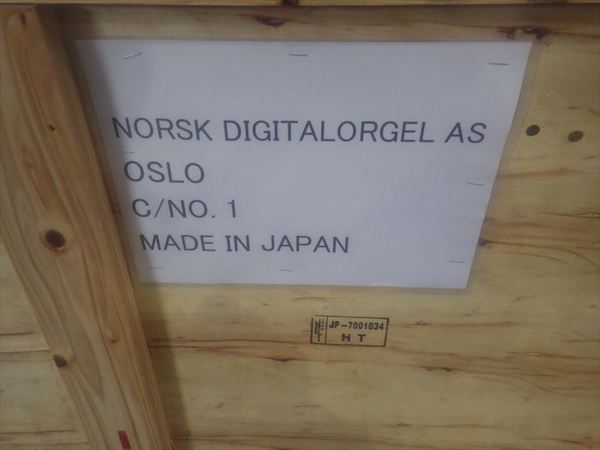 NORSK DIGITALORGEL AS
OSLO
C/NO. 1
MADE IN JAPAN
JP-7001034
HT